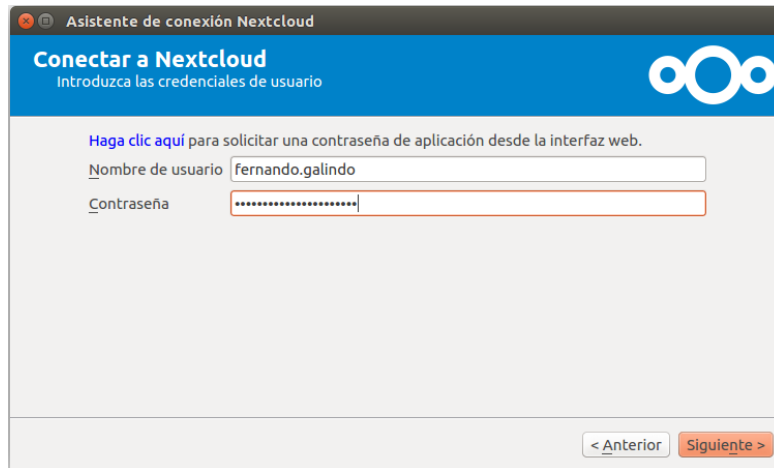 Asistente de conexión Nextcloud
Conectar a Nextcloud
Introduzca las credenciales de usuario
Haga clic aquí para solicitar una contraseña de aplicación desde la interfaz web.
Nombre de usuario fernando.galindo
Contraseña ••••••••••••••••••••••
< Anterior Siguiente >